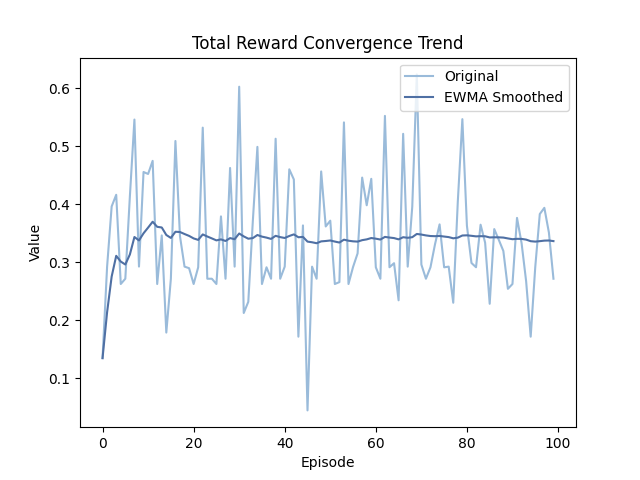 Total Reward Convergence Trend
Original
EWMA Smoothed
Value
0.6
0.5
0.4
0.3
0.2
0.1
0 20 40 60 80 100
Episode